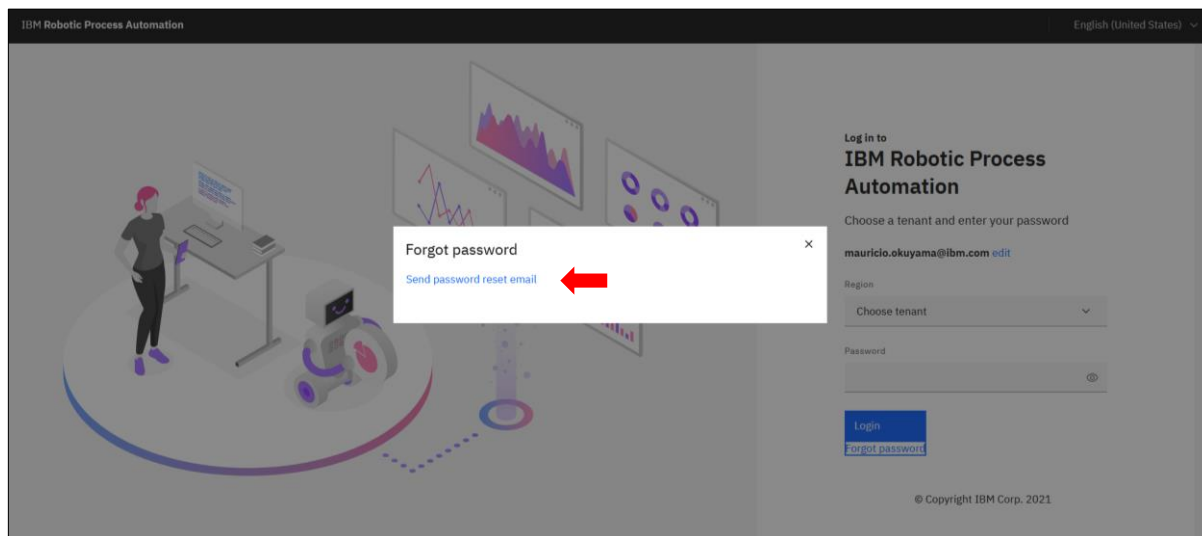 IBM Robotic Process Automation
English (United States)
Log in to
IBM Robotic Process
Automation
Choose a tenant and enter your password
mauricio.okuyama@ibm.com edit
Region
Choose tenant
Password
Login
Forgot password
© Copyright IBM Corp. 2021
Forgot password
Send password reset email